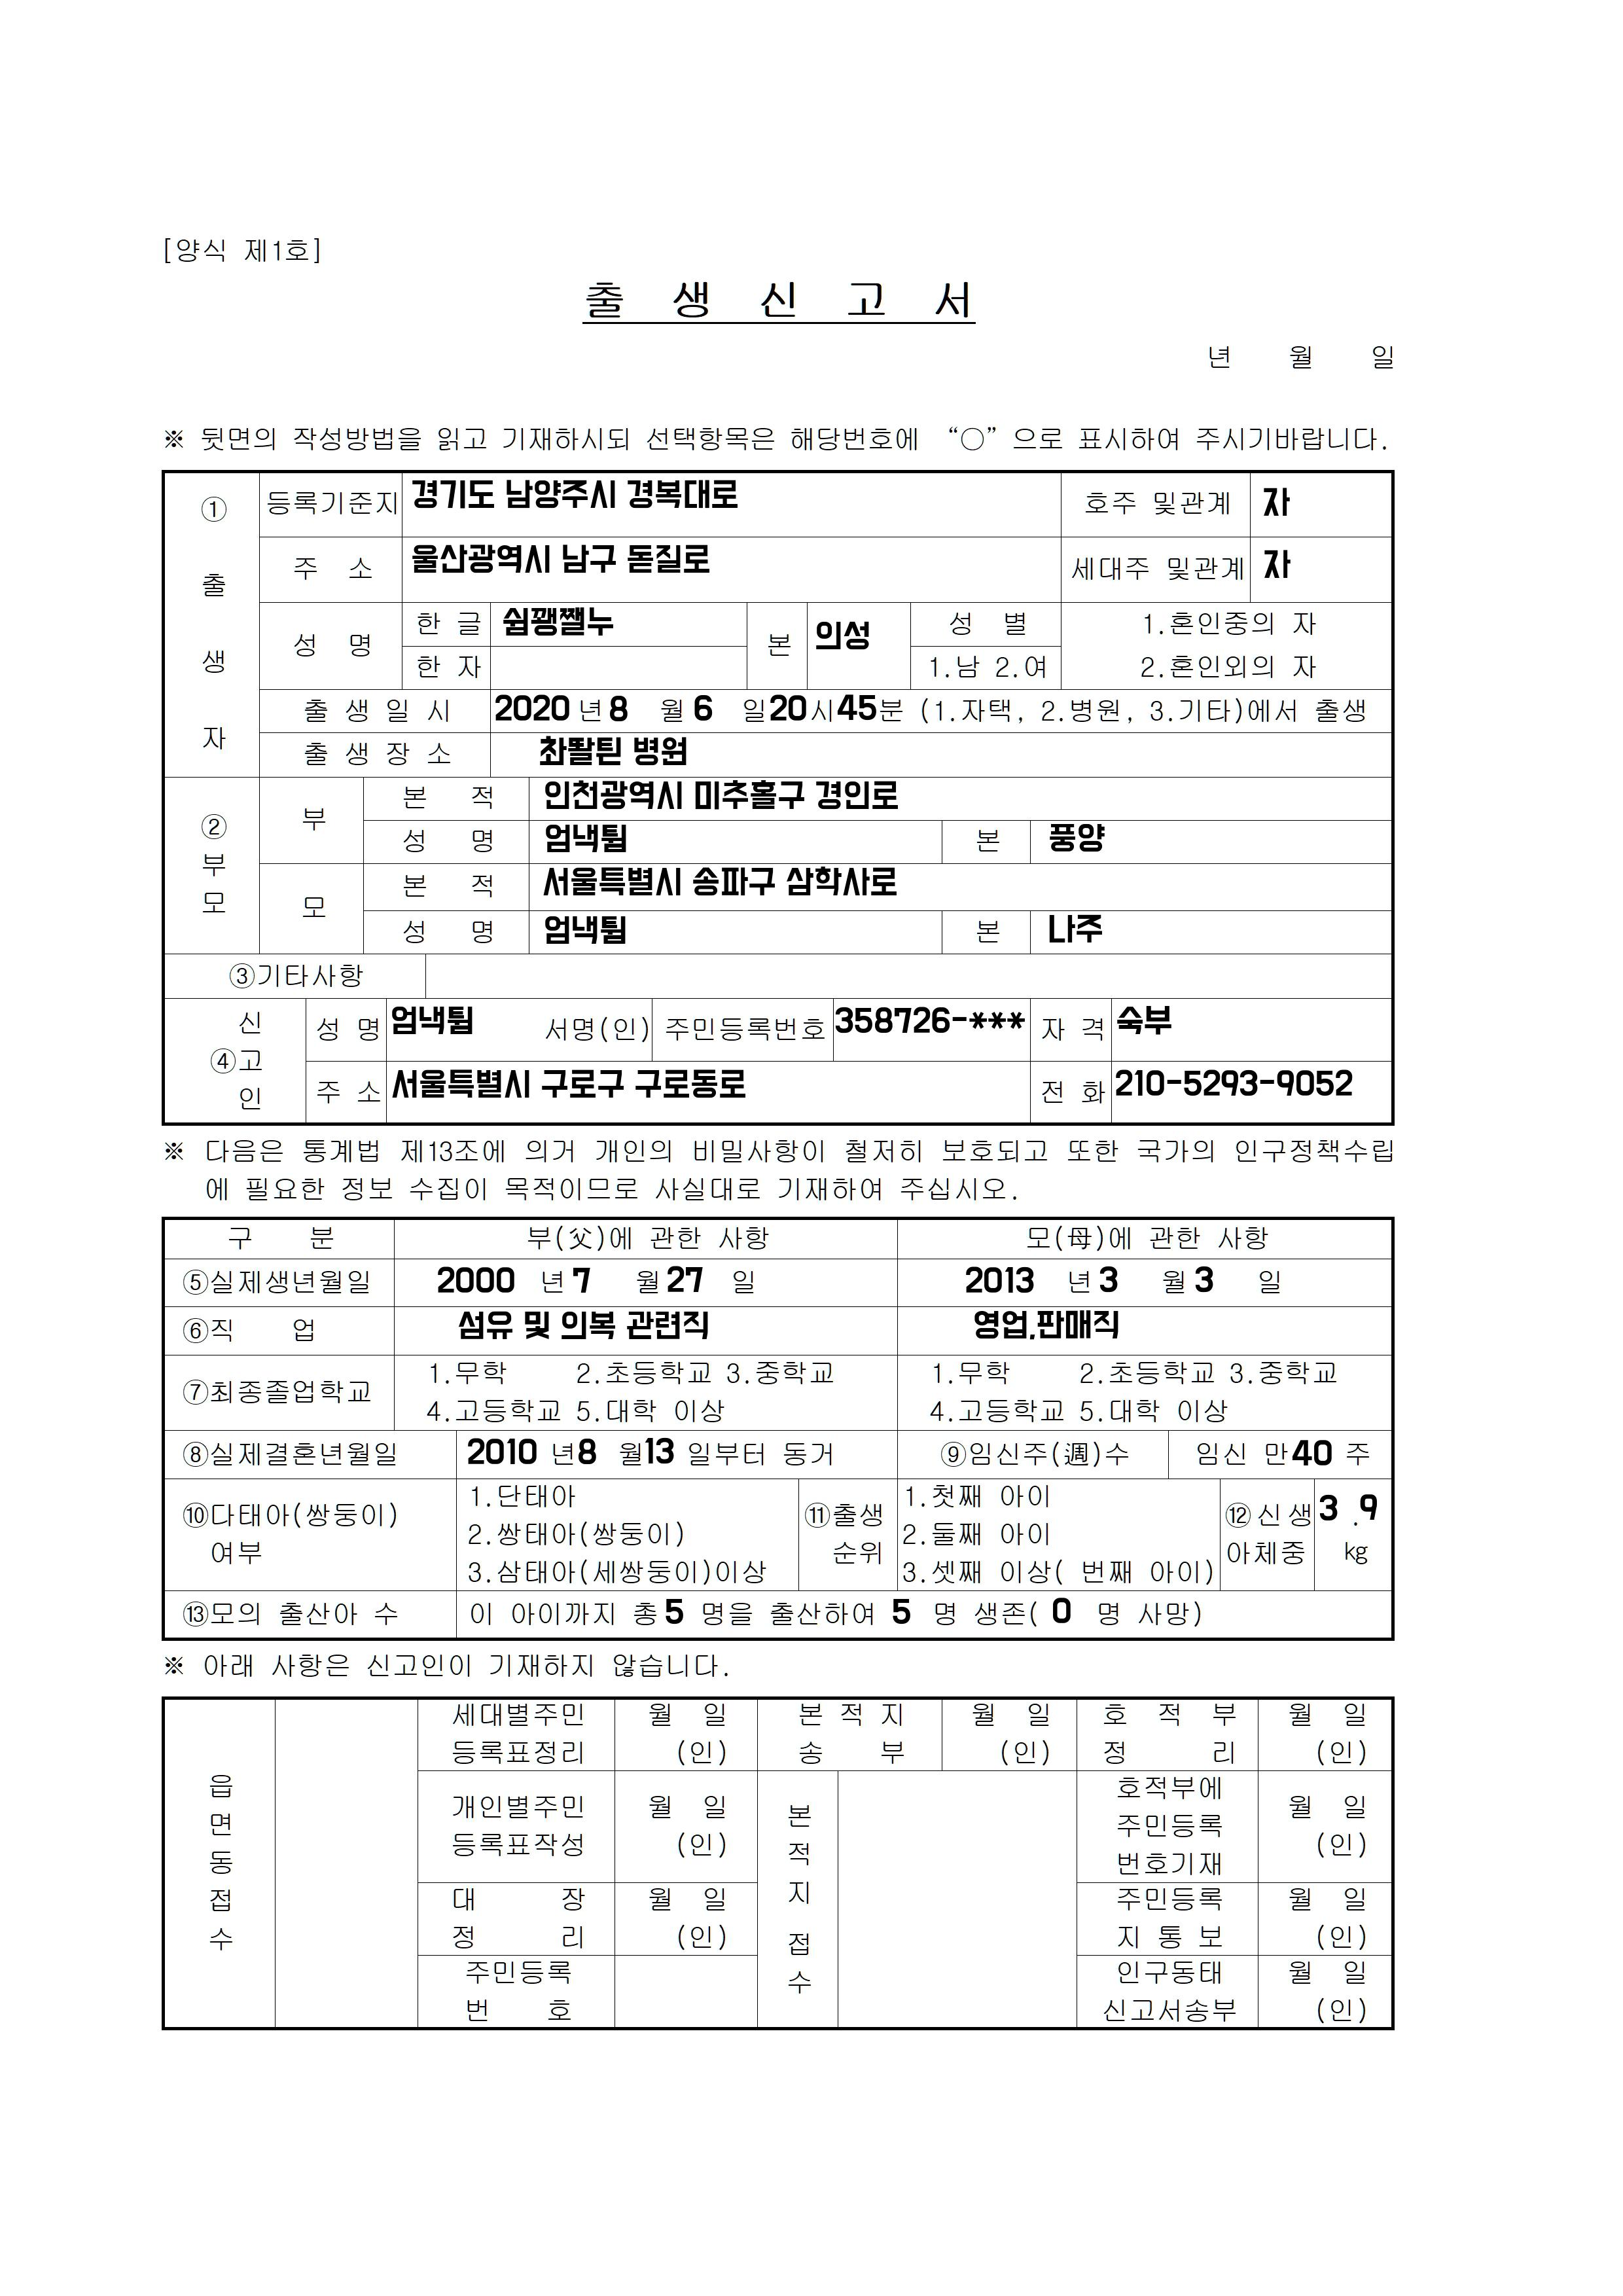 [양식 제1호]
출 생 신 고 서
년 월 일
※ 뒷면의 작성방법을 읽고 기재하시되 선택항목은 해당번호에 “○”으로 표시하여 주시기바랍니다.
① 출 생 자
등록기준지 경기도 남양주시 경복대로 호주 및관계 자
주 소 울산광역시 남구 돋질로 세대주 및관계 자
성 명 한 글 쉼꽹쨀누 본 의성 성 별 1.혼인중의 자
한 자 1.남 2.여 2.혼인외의 자
출 생 일 시 2020 년 8 월 6 일 20 시 45 분 (1.자택, 2.병원, 3.기타)에서 출생
출 생 장 소 병원
② 부 모
부 본 적 인천광역시 미추홀구 경인로
성 명 엄낵튑 본 풍양
모 본 적 서울특별시 송파구 삼학사로
성 명 엄낵튑 본 나주
③기타사항
④ 신 고 인
성 명 엄낵튑 서명(인) 주민등록번호 358726-*** 자 격 숙부
주 소 서울특별시 구로구 구로동로 전 화 210-5293-9052
※ 다음은 통계법 제13조에 의거 개인의 비밀사항이 철저히 보호되고 또한 국가의 인구정책수립
에 필요한 정보 수집이 목적이므로 사실대로 기재하여 주십시오.
구 분 부(父)에 관한 사항 모(母)에 관한 사항
⑤실제생년월일 2000 년 7 월 27 일 2013 년 3 월 3 일
⑥직 업 섬유 및 의복 관련직 영업,판매직
⑦최종졸업학교
1.무학 2.초등학교 3.중학교 1.무학 2.초등학교 3.중학교
4.고등학교 5.대학 이상 4.고등학교 5.대학 이상
⑧실제결혼년월일 2010 년 8 월 13 일부터 동거 ⑨임신주(週)수 임신 만 40 주
⑩다태아(쌍둥이) 여부
1.단태아
2.쌍태아(쌍둥이)
3.삼태아(세쌍둥이)이상
⑪출생 순위
1.첫째 아이
2.둘째 아이
3.셋째 이상( 번째 아이)
⑫신생 아체중 3 .9 kg
⑬모의 출산아 수 이 아이까지 총 5 명을 출산하여 5 명 생존( 0 명 사망)
※ 아래 사항은 신고인이 기재하지 않습니다.
읍 면 동 접 수
세대별주민 등록표정리 월 일 (인)
본 적 지 송 부 월 일 (인)
호 적 부 정 리 월 일 (인)
개인별주민 등록표작성 월 일 (인)
본 적 지 접 수
호적부에 주민등록 번호기재 월 일 (인)
대 장 정 리 월 일 (인)
주민등록 지 통 보 월 일 (인)
주민등록 번 호
인구동태 신고서송부 월 일 (인)